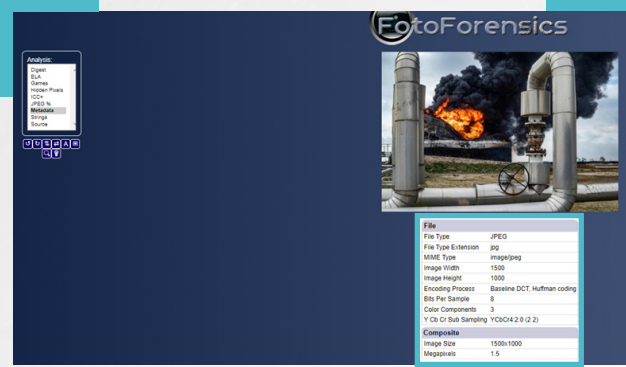 FotoForensics
Analysis:
Digest
ELA
Games
Hidden Pixels
ICC+
JPEG %
Metadata
Strings
Source
File
File Type JPEG
File Type Extension jpg
MIME Type image/jpeg
Image Width 1500
Image Height 1000
Encoding Process Baseline DCT, Huffman coding
Bits Per Sample 8
Color Components 3
Y Cb Cr Sub Sampling YCbCr4:2:0 (2 2)
Composite
Image Size 1500x1000
Megapixels 1.5